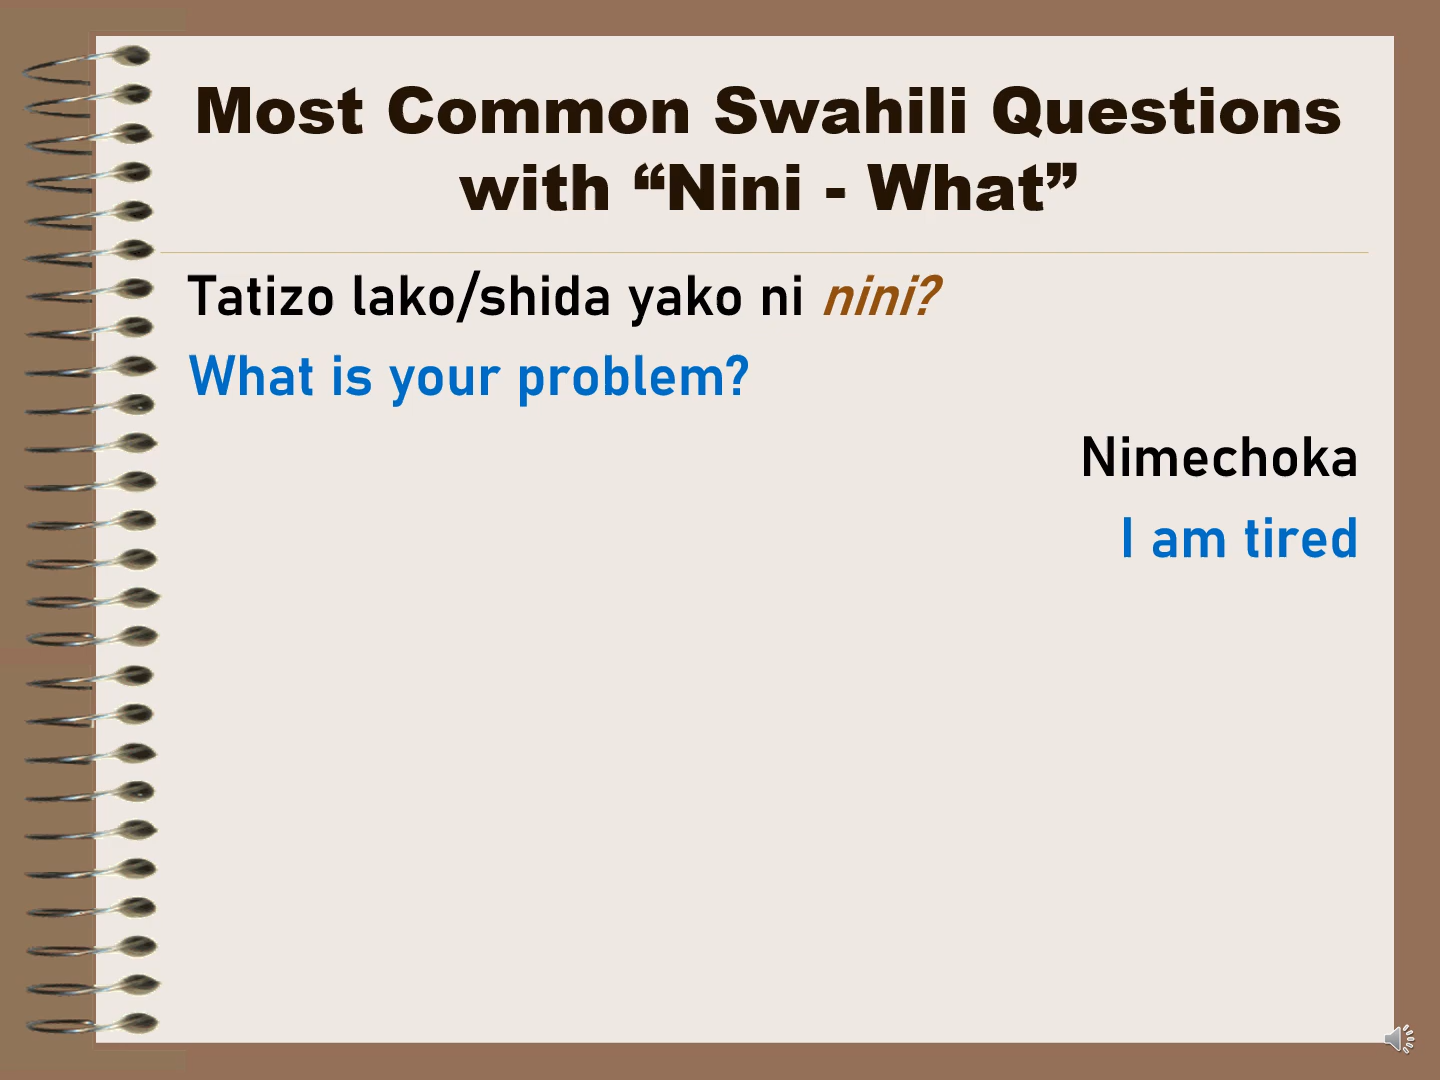 Most Common Swahili Questions
with “Nini - What”
Tatizo lako/shida yako ni nini?
What is your problem?
Nimechoka
I am tired